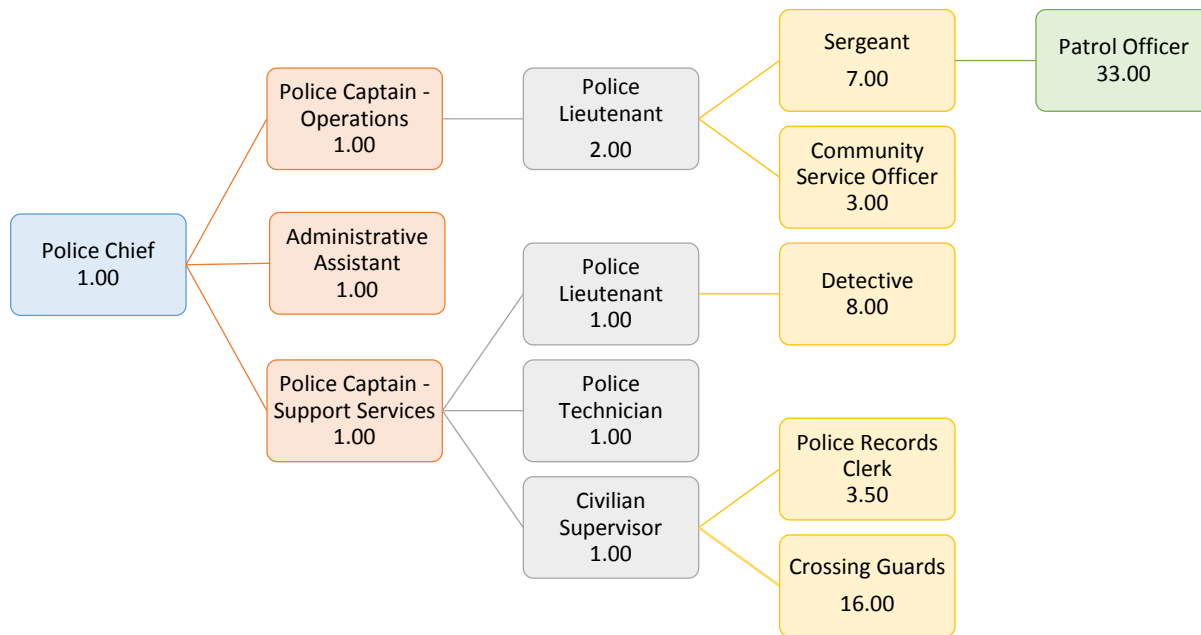 Police Chief
1.00
Police Captain -
Operations
1.00
Administrative
Assistant
1.00
Police Captain -
Support Services
1.00
Police
Lieutenant
2.00
Police
Lieutenant
1.00
Police
Technician
1.00
Civilian
Supervisor
1.00
Sergeant
7.00
Community
Service Officer
3.00
Detective
8.00
Police Records
Clerk
3.50
Crossing Guards
16.00
Patrol Officer
33.00